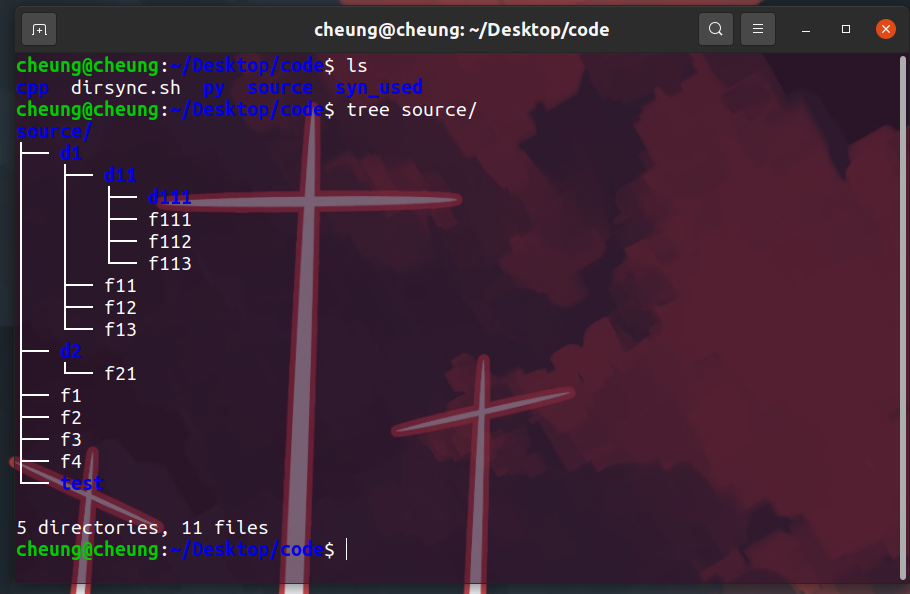 cheung@cheung: ~/Desktop/code
cheung@cheung:~/Desktop/code$ ls
cpp dirsync.sh py source syn_used
cheung@cheung:~/Desktop/code$ tree source/
source/
├── d1
│   ├── d11
│   │   ├── d111
│   │   ├── f111
│   │   ├── f112
│   │   └── f113
│   ├── f11
│   ├── f12
│   └── f13
├── d2
│   └── f21
├── f1
├── f2
├── f3
├── f4
└── test
5 directories, 11 files
cheung@cheung:~/Desktop/code$